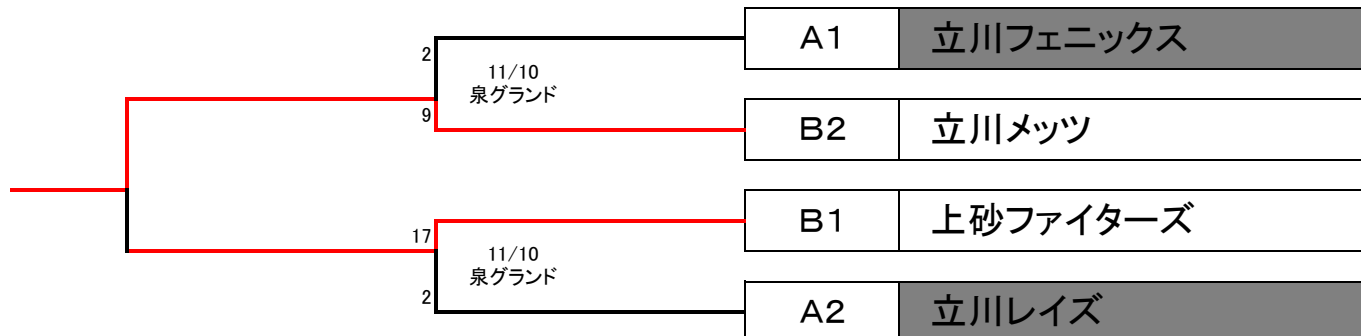 A1 立川フェニックス
2
11/10
泉グランド
9
B2 立川メッツ
B1 上砂ファイターズ
17
11/10
泉グランド
2
A2 立川レイズ